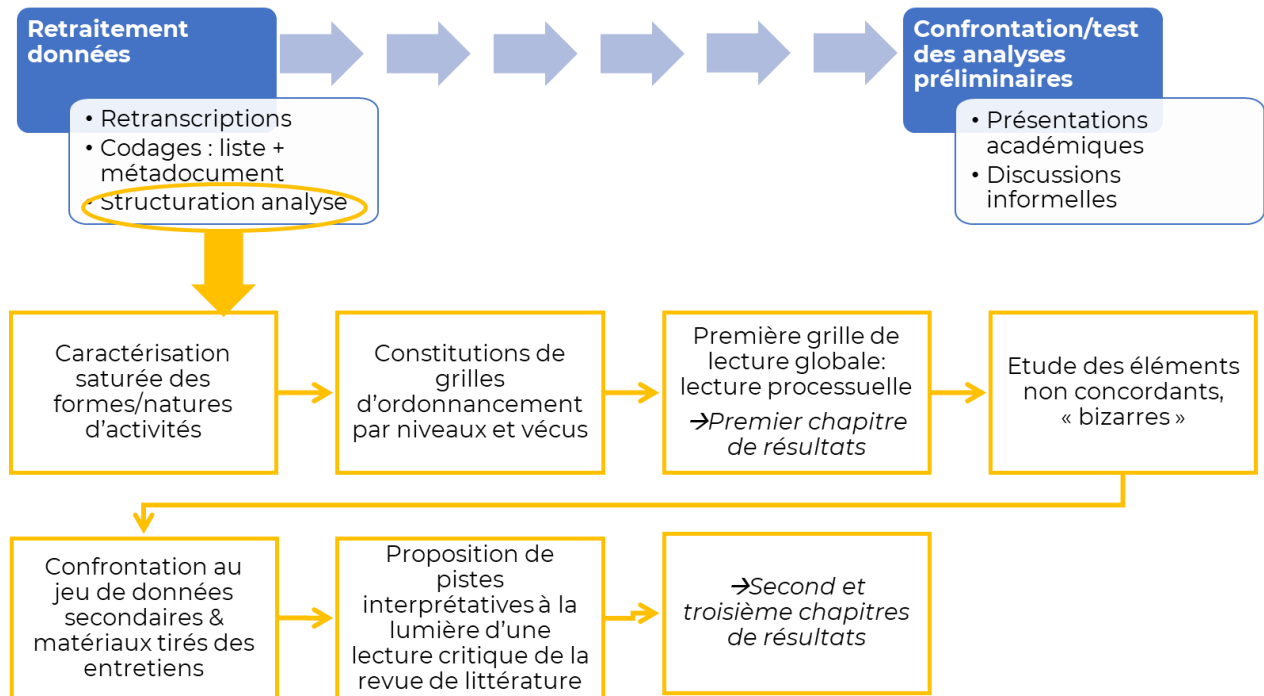 Retraitement
données
• Retranscriptions
• Codages : liste +
métadocument
• Structuration analyse
Confrontation/test
des analyses
préliminaires
• Présentations
académiques
• Discussions
informelles
Caractérisation
saturée des
formes/natures
d’activités
Constitutions de
grilles
d’ordonnancement
par niveaux et vécus
Première grille de
lecture globale:
lecture processuelle
→Premier chapitre
de résultats
Etude des éléments
non concordants,
« bizarres »
Confrontation au
jeu de données
secondaires &
matériaux tirés des
entretiens
Proposition de
pistes
interprétatives à la
lumière d’une
lecture critique de la
revue de littérature
→Second et
troisième chapitres
de résultats